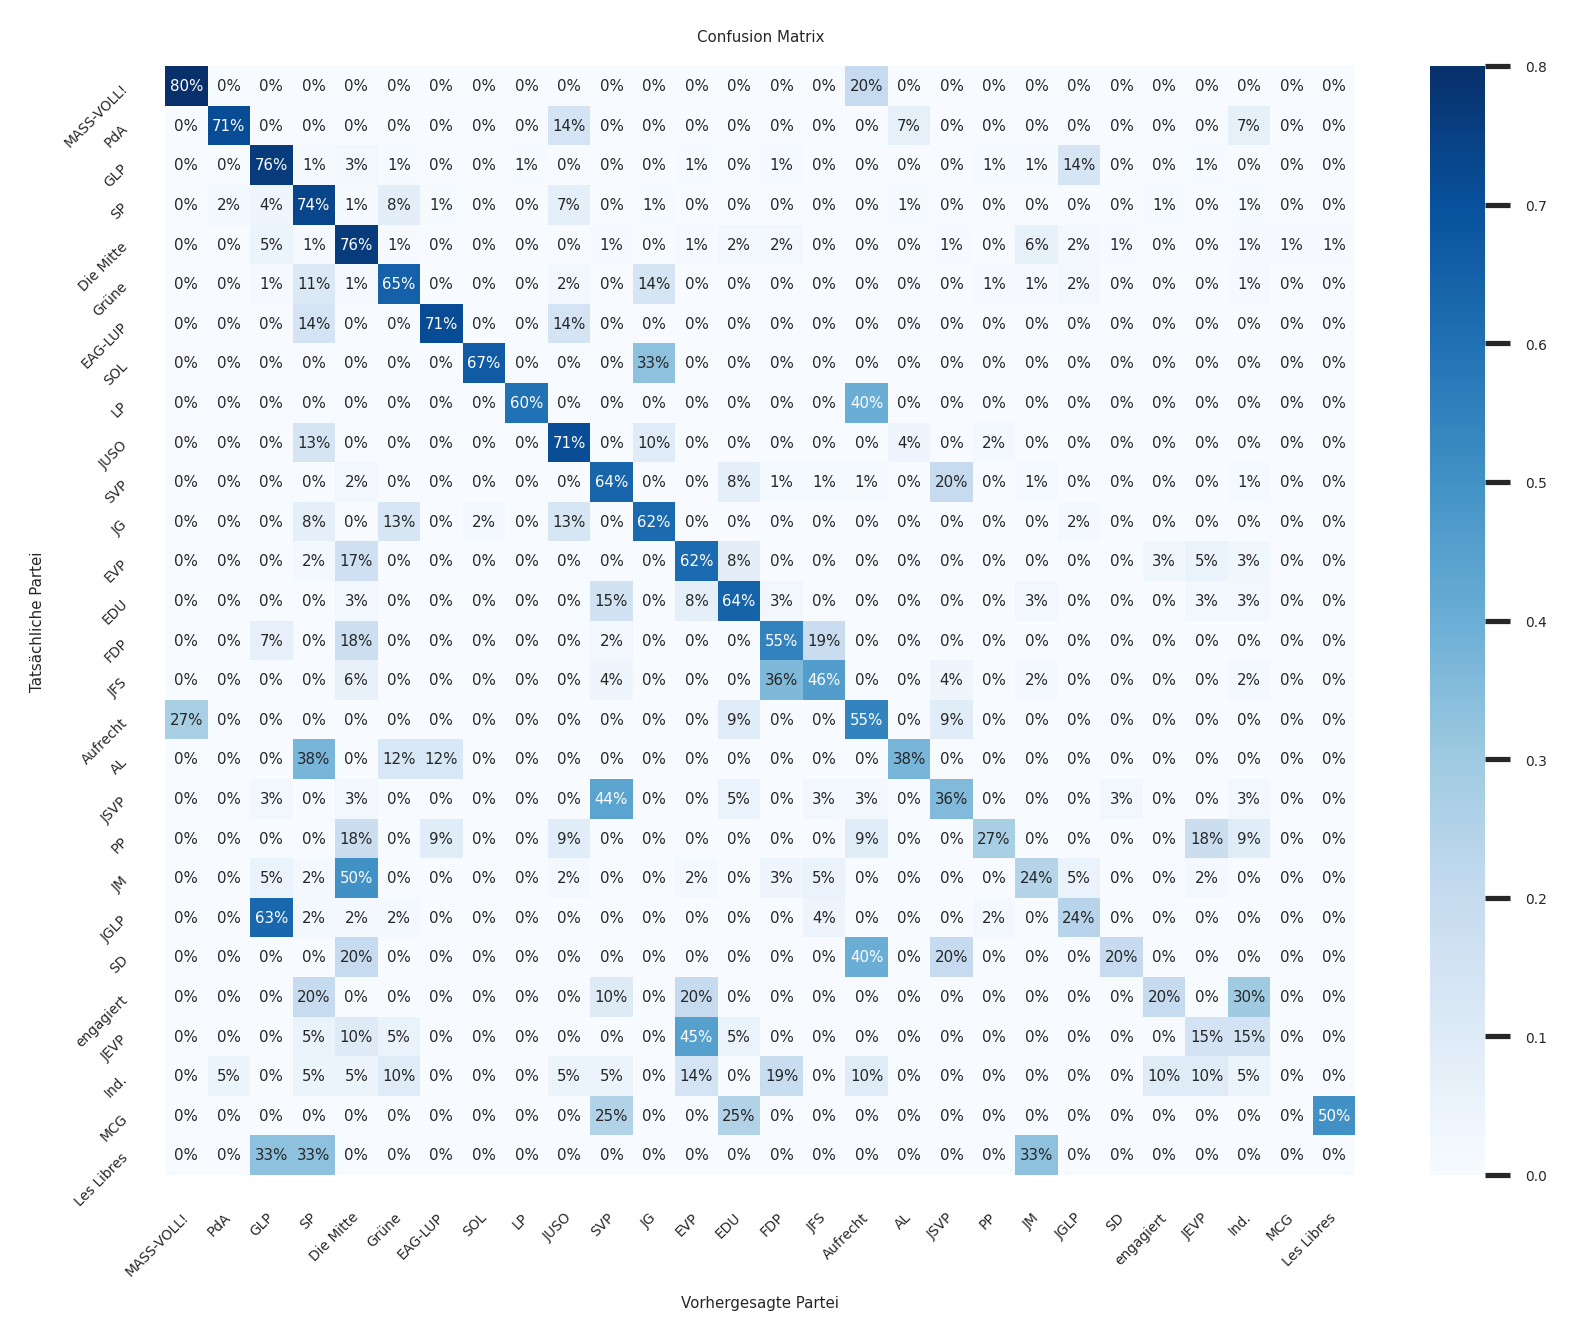 Confusion Matrix
MASS-VOLL! 80% 0% 0% 0% 0% 0% 0% 0% 0% 0% 0% 0% 0% 0% 0% 0% 20% 0% 0% 0% 0% 0% 0% 0% 0% 0% 0% 0%
PdA 0% 71% 0% 0% 0% 0% 0% 0% 0% 14% 0% 0% 0% 0% 0% 0% 0% 7% 0% 0% 0% 0% 0% 0% 0% 7% 0% 0%
GLP 0% 0% 76% 1% 3% 1% 0% 0% 1% 0% 0% 0% 1% 0% 1% 0% 0% 0% 0% 1% 1% 14% 0% 0% 1% 0% 0% 0%
SP 0% 2% 4% 74% 1% 8% 1% 0% 0% 7% 0% 1% 0% 0% 0% 0% 0% 1% 0% 0% 0% 0% 0% 1% 0% 1% 0% 0%
Die Mitte 0% 0% 5% 1% 76% 1% 0% 0% 0% 0% 1% 0% 1% 2% 2% 0% 0% 0% 1% 0% 6% 2% 1% 0% 0% 1% 1% 1%
Grüne 0% 0% 1% 11% 1% 65% 0% 0% 0% 2% 0% 14% 0% 0% 0% 0% 0% 0% 0% 1% 1% 2% 0% 0% 0% 1% 0% 0%
EAG-LUP 0% 0% 0% 14% 0% 0% 71% 0% 0% 14% 0% 0% 0% 0% 0% 0% 0% 0% 0% 0% 0% 0% 0% 0% 0% 0% 0% 0%
SOL 0% 0% 0% 0% 0% 0% 0% 67% 0% 0% 0% 33% 0% 0% 0% 0% 0% 0% 0% 0% 0% 0% 0% 0% 0% 0% 0% 0%
LP 0% 0% 0% 0% 0% 0% 0% 0% 60% 0% 0% 0% 0% 0% 0% 0% 40% 0% 0% 0% 0% 0% 0% 0% 0% 0% 0% 0%
JUSO 0% 0% 0% 13% 0% 0% 0% 0% 0% 71% 0% 10% 0% 0% 0% 0% 0% 4% 0% 2% 0% 0% 0% 0% 0% 0% 0% 0%
SVP 0% 0% 0% 0% 2% 0% 0% 0% 0% 0% 64% 0% 0% 8% 1% 1% 1% 0% 20% 0% 1% 0% 0% 0% 0% 1% 0% 0%
JG 0% 0% 0% 8% 0% 13% 0% 2% 0% 13% 0% 62% 0% 0% 0% 0% 0% 0% 0% 0% 0% 2% 0% 0% 0% 0% 0% 0%
EVP 0% 0% 0% 2% 17% 0% 0% 0% 0% 0% 0% 0% 62% 8% 0% 0% 0% 0% 0% 0% 0% 0% 0% 3% 5% 3% 0% 0%
EDU 0% 0% 0% 0% 3% 0% 0% 0% 0% 0% 15% 0% 8% 64% 3% 0% 0% 0% 0% 0% 3% 0% 0% 0% 3% 3% 0% 0%
FDP 0% 0% 7% 0% 18% 0% 0% 0% 0% 0% 2% 0% 0% 0% 55% 19% 0% 0% 0% 0% 0% 0% 0% 0% 0% 0% 0% 0%
JFS 0% 0% 0% 0% 6% 0% 0% 0% 0% 0% 4% 0% 0% 0% 36% 46% 0% 0% 4% 0% 2% 0% 0% 0% 0% 2% 0% 0%
Aufrecht 27% 0% 0% 0% 0% 0% 0% 0% 0% 0% 0% 0% 0% 9% 0% 0% 55% 0% 9% 0% 0% 0% 0% 0% 0% 0% 0% 0%
AL 0% 0% 0% 38% 0% 12% 12% 0% 0% 0% 0% 0% 0% 0% 0% 0% 0% 38% 0% 0% 0% 0% 0% 0% 0% 0% 0% 0%
JSVP 0% 0% 3% 0% 3% 0% 0% 0% 0% 0% 44% 0% 0% 5% 0% 3% 3% 0% 36% 0% 0% 0% 3% 0% 0% 3% 0% 0%
PP 0% 0% 0% 0% 18% 0% 9% 0% 0% 9% 0% 0% 0% 0% 0% 0% 9% 0% 0% 27% 0% 0% 0% 0% 18% 9% 0% 0%
JM 0% 0% 5% 2% 50% 0% 0% 0% 0% 2% 0% 0% 2% 0% 3% 5% 0% 0% 0% 0% 24% 5% 0% 0% 2% 0% 0% 0%
JGLP 0% 0% 63% 2% 2% 2% 0% 0% 0% 0% 0% 0% 0% 0% 0% 4% 0% 0% 0% 2% 0% 24% 0% 0% 0% 0% 0% 0%
SD 0% 0% 0% 0% 20% 0% 0% 0% 0% 0% 0% 0% 0% 0% 0% 0% 40% 0% 20% 0% 0% 0% 20% 0% 0% 0% 0% 0%
engagiert 0% 0% 0% 20% 0% 0% 0% 0% 0% 0% 10% 0% 20% 0% 0% 0% 0% 0% 0% 0% 0% 0% 0% 20% 0% 30% 0% 0%
JEVP 0% 0% 0% 5% 10% 5% 0% 0% 0% 0% 0% 0% 45% 5% 0% 0% 0% 0% 0% 0% 0% 0% 0% 0% 15% 15% 0% 0%
Ind. 0% 5% 0% 5% 5% 10% 0% 0% 0% 5% 5% 0% 14% 0% 19% 0% 10% 0% 0% 0% 0% 0% 0% 10% 10% 5% 0% 0%
MCG 0% 0% 0% 0% 0% 0% 0% 0% 0% 0% 25% 0% 0% 25% 0% 0% 0% 0% 0% 0% 0% 0% 0% 0% 0% 0% 0% 50%
Les Libres 0% 0% 33% 33% 0% 0% 0% 0% 0% 0% 0% 0% 0% 0% 0% 0% 0% 0% 0% 0% 33% 0% 0% 0% 0% 0% 0% 0%
MASS-VOLL! PdA GLP SP Die Mitte Grüne EAG-LUP SOL LP JUSO SVP JG EVP EDU FDP JFS Aufrecht AL JSVP PP JM JGLP SD engagiert JEVP Ind. MCG Les Libres
Vorhergesagte Partei
Tatsächliche Partei
0.8
0.7
0.6
0.5
0.4
0.3
0.2
0.1
0.0